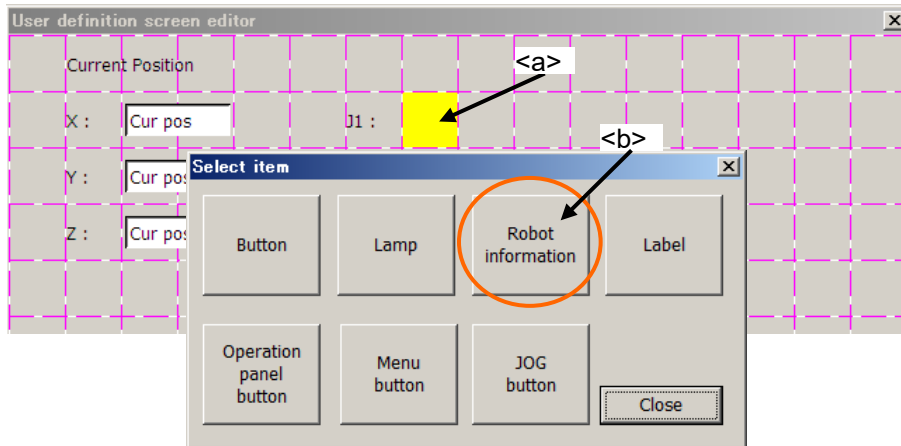 User definition screen editor
Current Position
<a>
X :
Cur pos
J1 :
<b>
Select item
Y :
Cur pos
Z :
Cur pos
Button
Lamp
Robot
information
Label
Operation
panel
button
Menu
button
JOG
button
Close